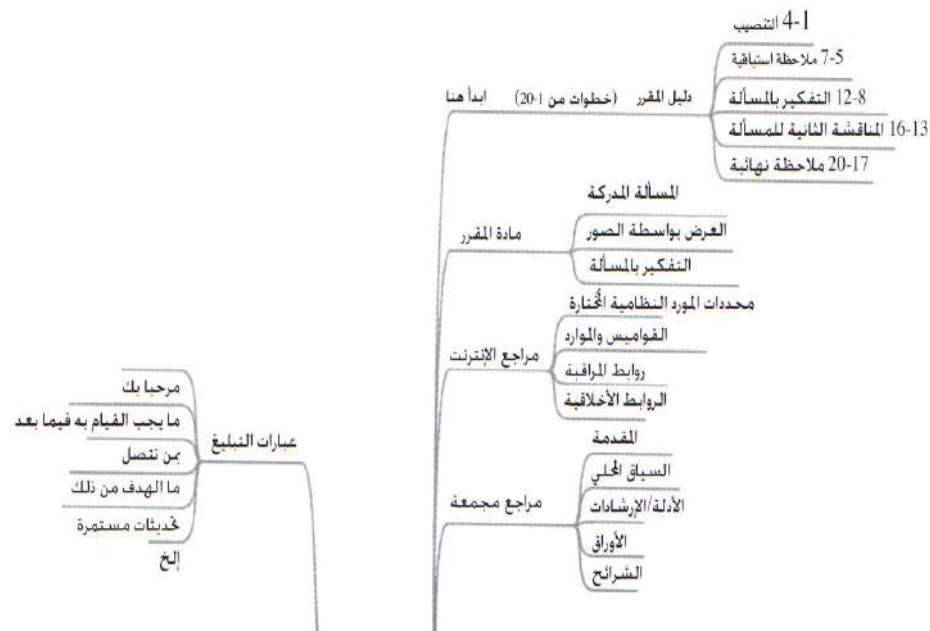 4-1 التنصيب
7-5 ملاحظة استباقية
12-8 التفكير بالمسألة
16-13 المناقشة الثانية للمسألة
20-17 ملاحظة نهائية
دليل المقرر (خطوات من 1-20) ابدأ هنا
المسألة المدركة
العرض بواسطة الصور
التفكير بالمسألة
مادة المقرر
محددات المورد النظامية المختارة
القواميس والموارد
روابط المراقبة
الروابط الأخلاقية
مراجع الإنترنت
المقدمة
السياق المحلي
الأدلة/الإرشادات
الأوراق
الشرائح
مراجع مجمعة
عبارات التبليغ
مرحبا بك
ما يجب القيام به فيما بعد
بمن تتصل
ما الهدف من ذلك
تحديثات مستمرة
إلخ